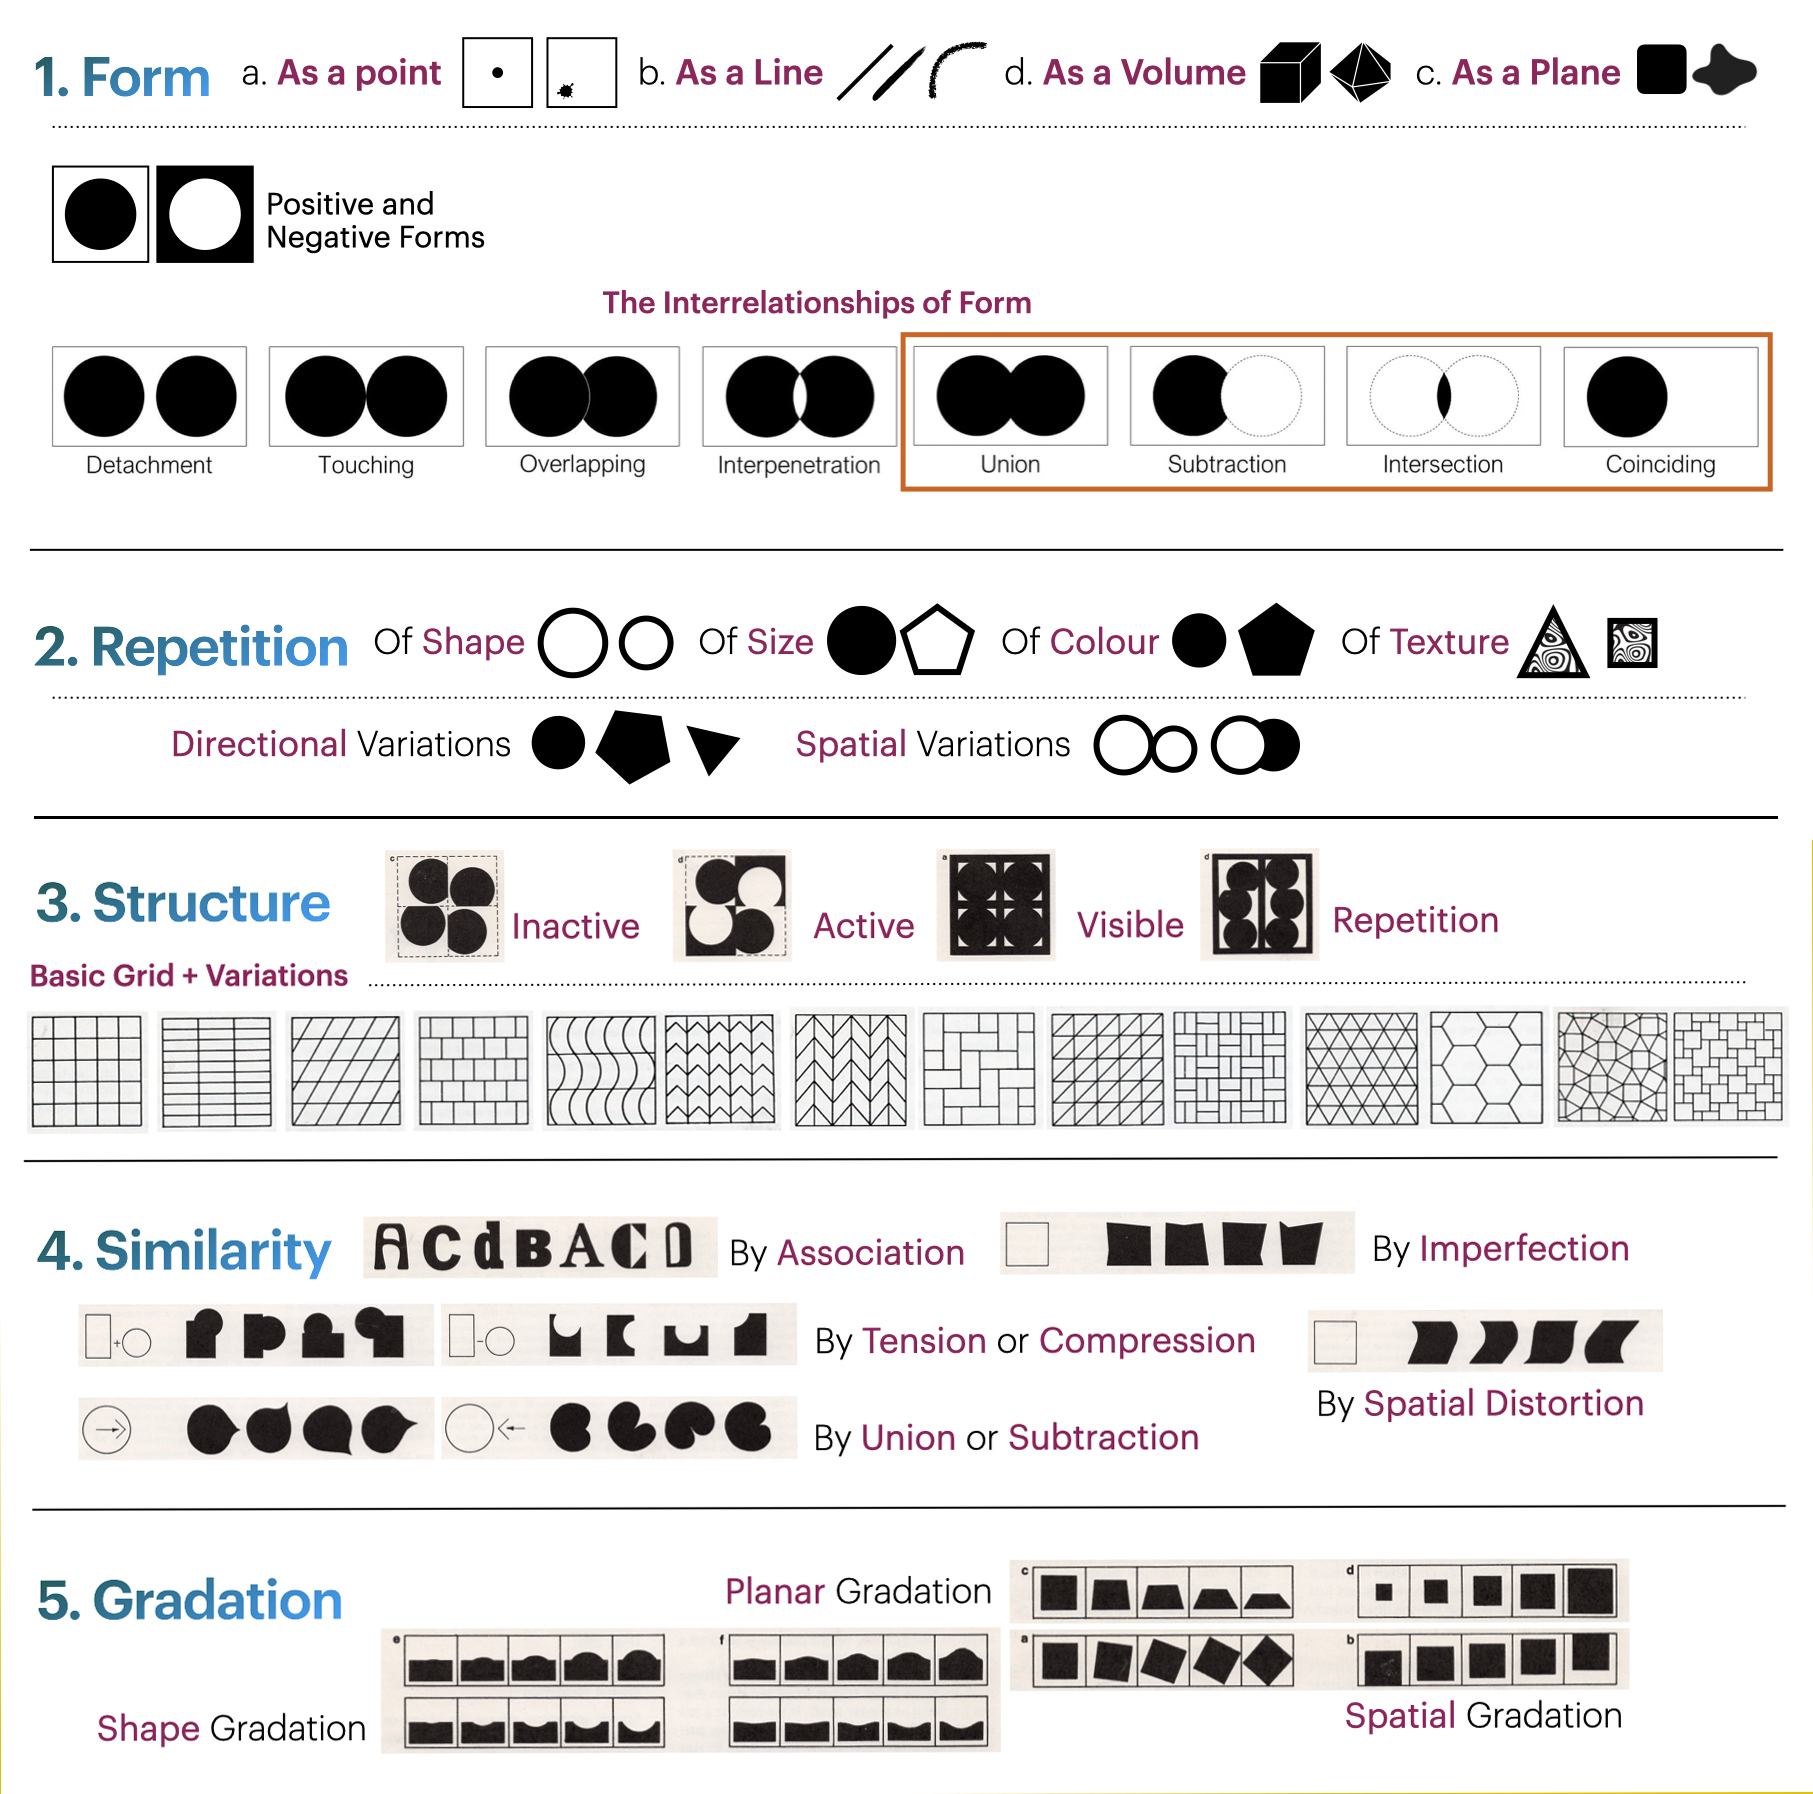 1. Form a. As a point b. As a Line d. As a Volume c. As a Plane
Positive and
Negative Forms
The Interrelationships of Form
Detachment Touching Overlapping Interpenetration Union Subtraction Intersection Coinciding
2. Repetition Of Shape Of Size Of Colour Of Texture
Directional Variations Spatial Variations
3. Structure c Inactive d Active a Visible d Repetition
Basic Grid + Variations
4. Similarity A C d B A C D By Association By Imperfection
+ - By Tension or Compression
By Spatial Distortion
By Union or Subtraction
5. Gradation Planar Gradation c d
e f a b
Shape Gradation Spatial Gradation